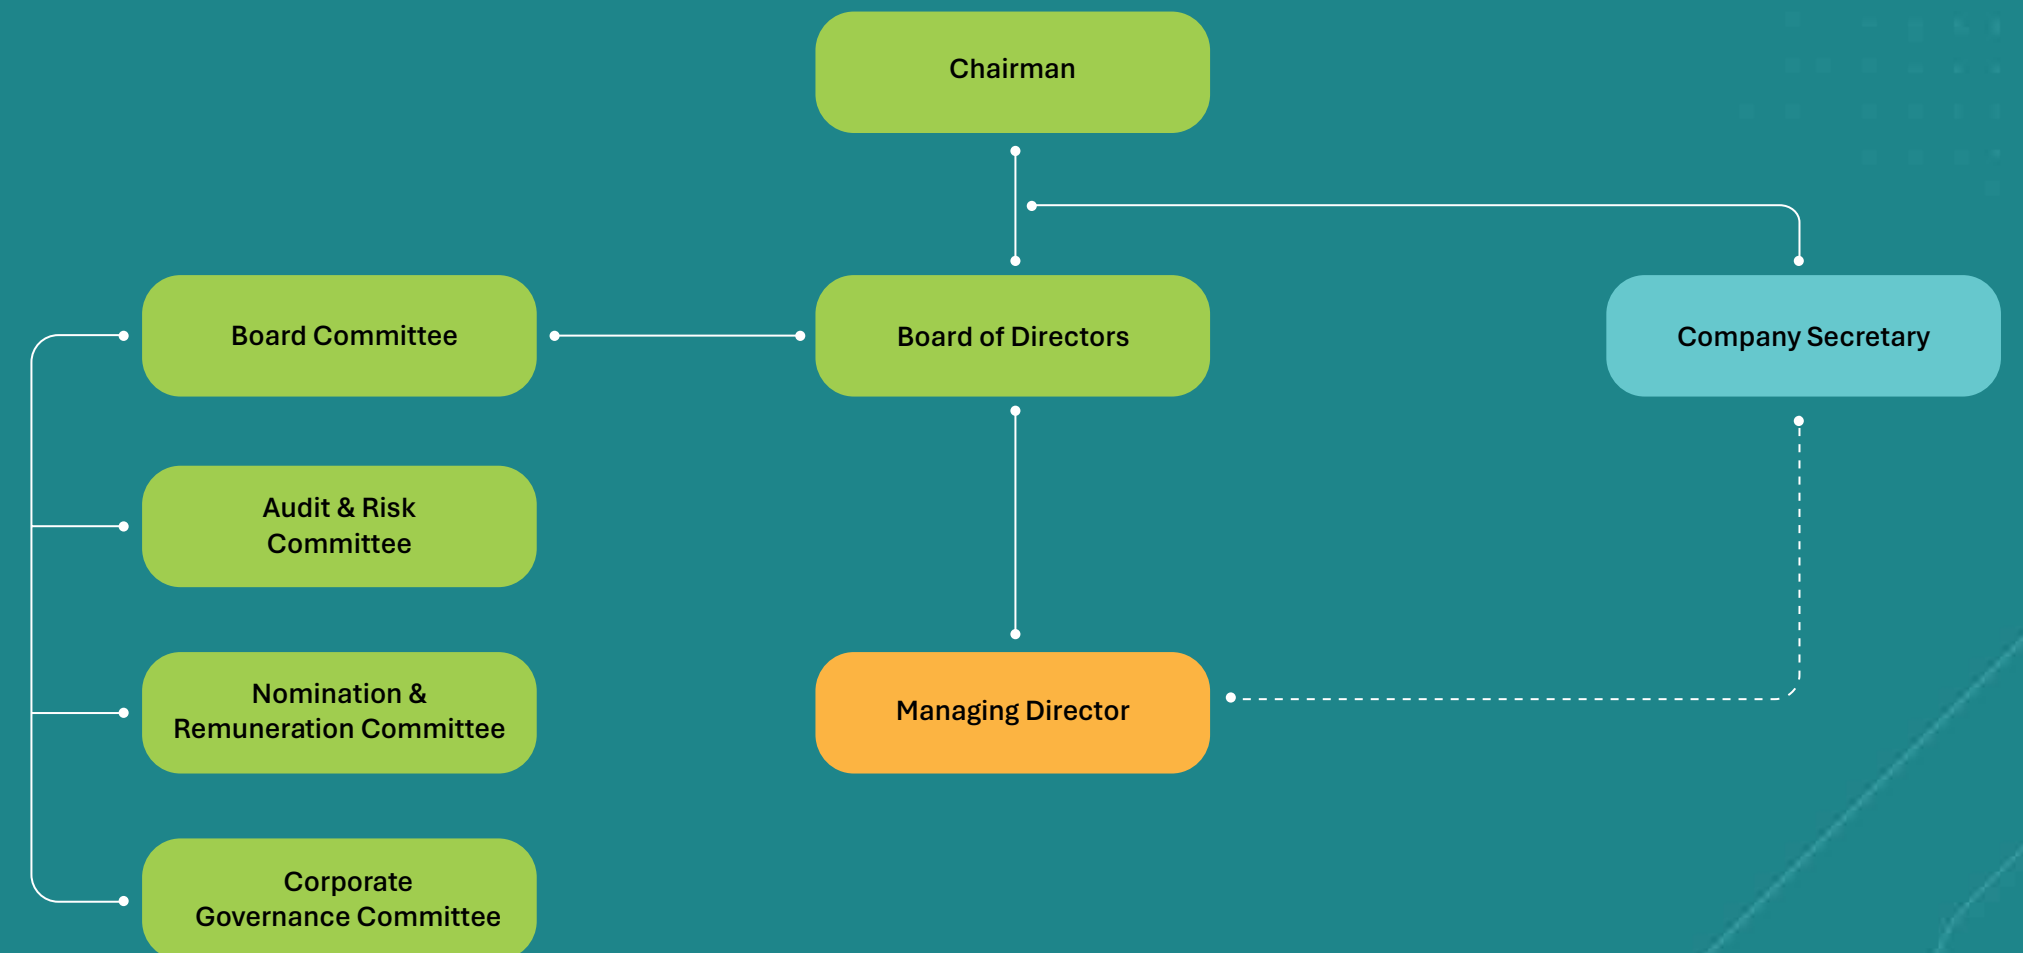 Chairman
Board Committee
Board of Directors
Company Secretary
Audit & Risk
Committee
Nomination &
Remuneration Committee
Managing Director
Corporate
Governance Committee